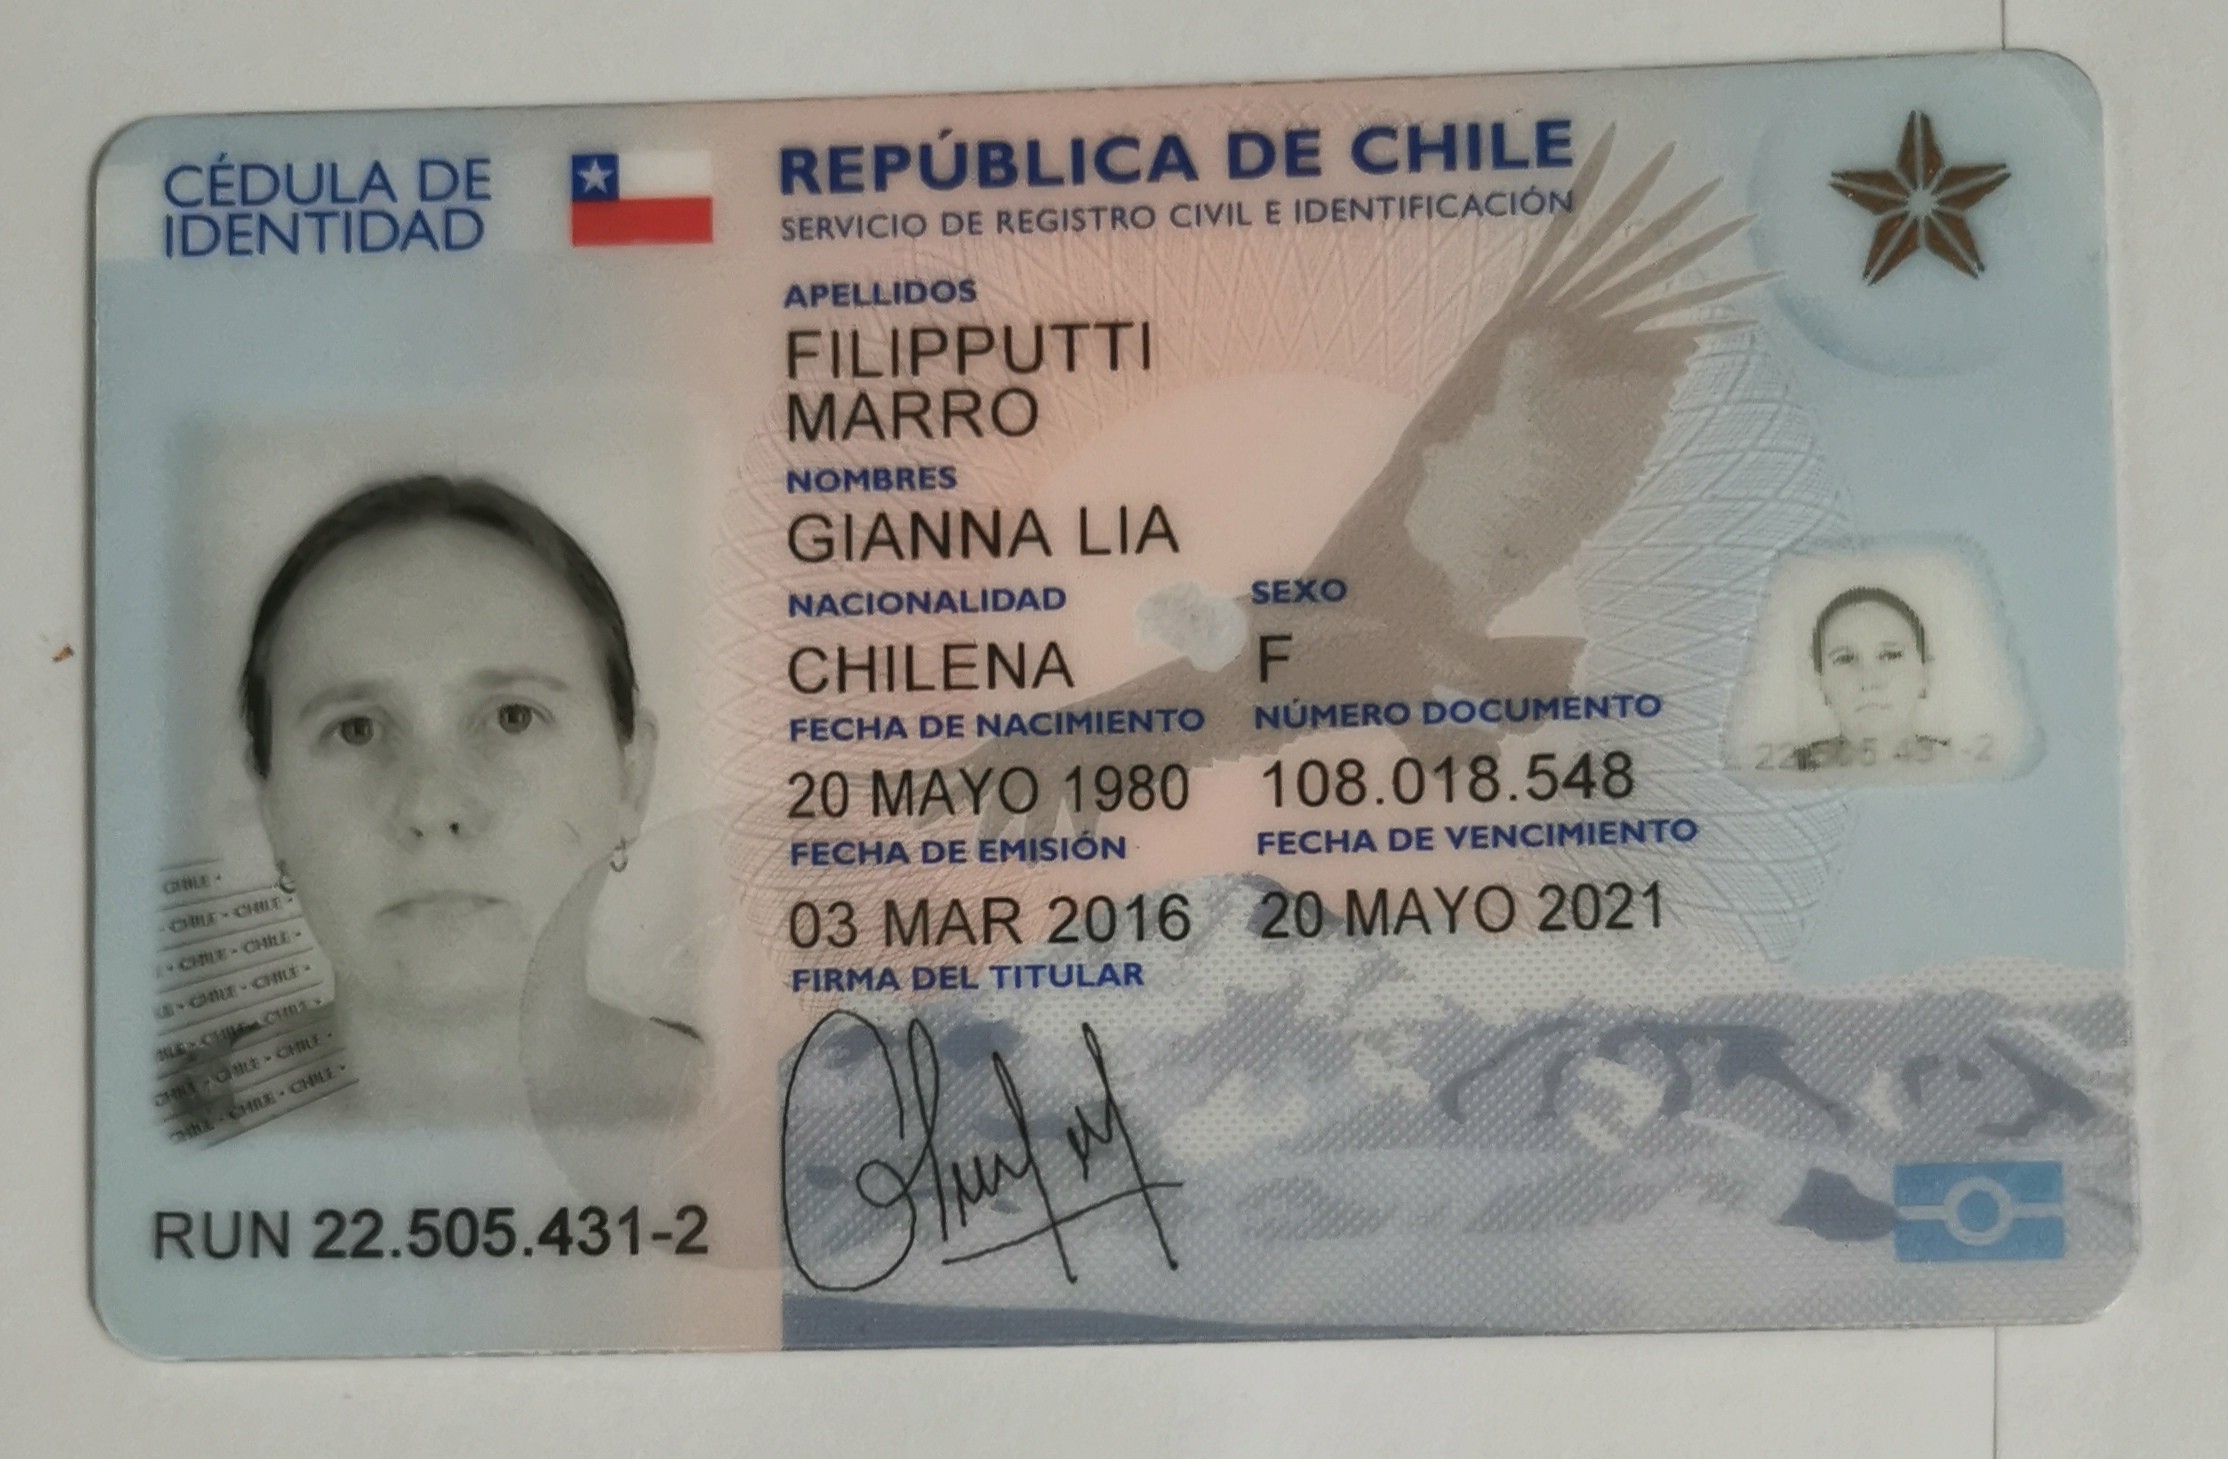 CÉDULA DE
IDENTIDAD
REPÚBLICA DE CHILE
SERVICIO DE REGISTRO CIVIL E IDENTIFICACIÓN
APELLIDOS
FILIPPUTTI
MARRO
NOMBRES
GIANNA LIA
NACIONALIDAD SEXO
CHILENA F
FECHA DE NACIMIENTO NÚMERO DOCUMENTO
20 MAYO 1980 108.018.548
FECHA DE EMISIÓN FECHA DE VENCIMIENTO
03 MAR 2016 20 MAYO 2021
FIRMA DEL TITULAR
RUN 22.505.431-2
22.505.431-2
CHILE -
- CHILE - CHILE -
- CHILE - CHILE -
- CHILE - CHILE -
CHILE - CHILE
CHILE - CHILE - CHILE -
CHILE - CHILE - CHILE -